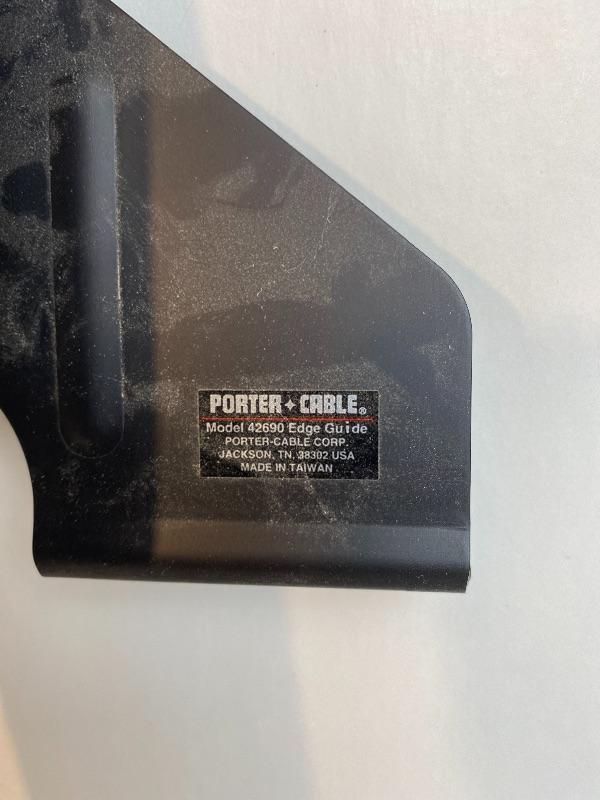 PORTER+CABLE®
Model 42690 Edge Guide
PORTER-CABLE CORP.
JACKSON, TN, 38302 USA
MADE IN TAIWAN